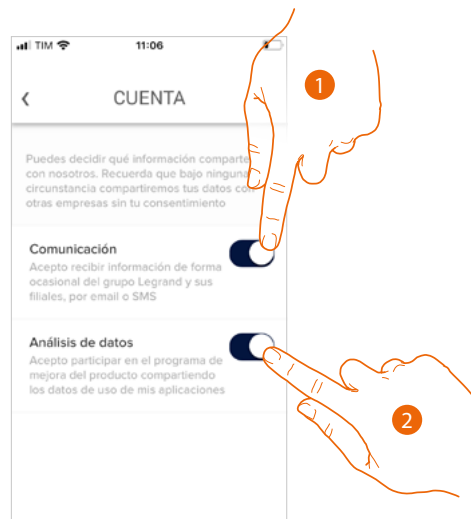 TIM 11:06
CUENTA
1
Puedes decidir qué información comparte
con nosotros. Recuerda que bajo ninguna
circunstancia compartiremos tus datos con
otras empresas sin tu consentimiento
Comunicación
Acepto recibir información de forma
ocasional del grupo Legrand y sus
filiales, por email o SMS
Análisis de datos
Acepto participar en el programa de
mejora del producto compartiendo
los datos de uso de mis aplicaciones
2